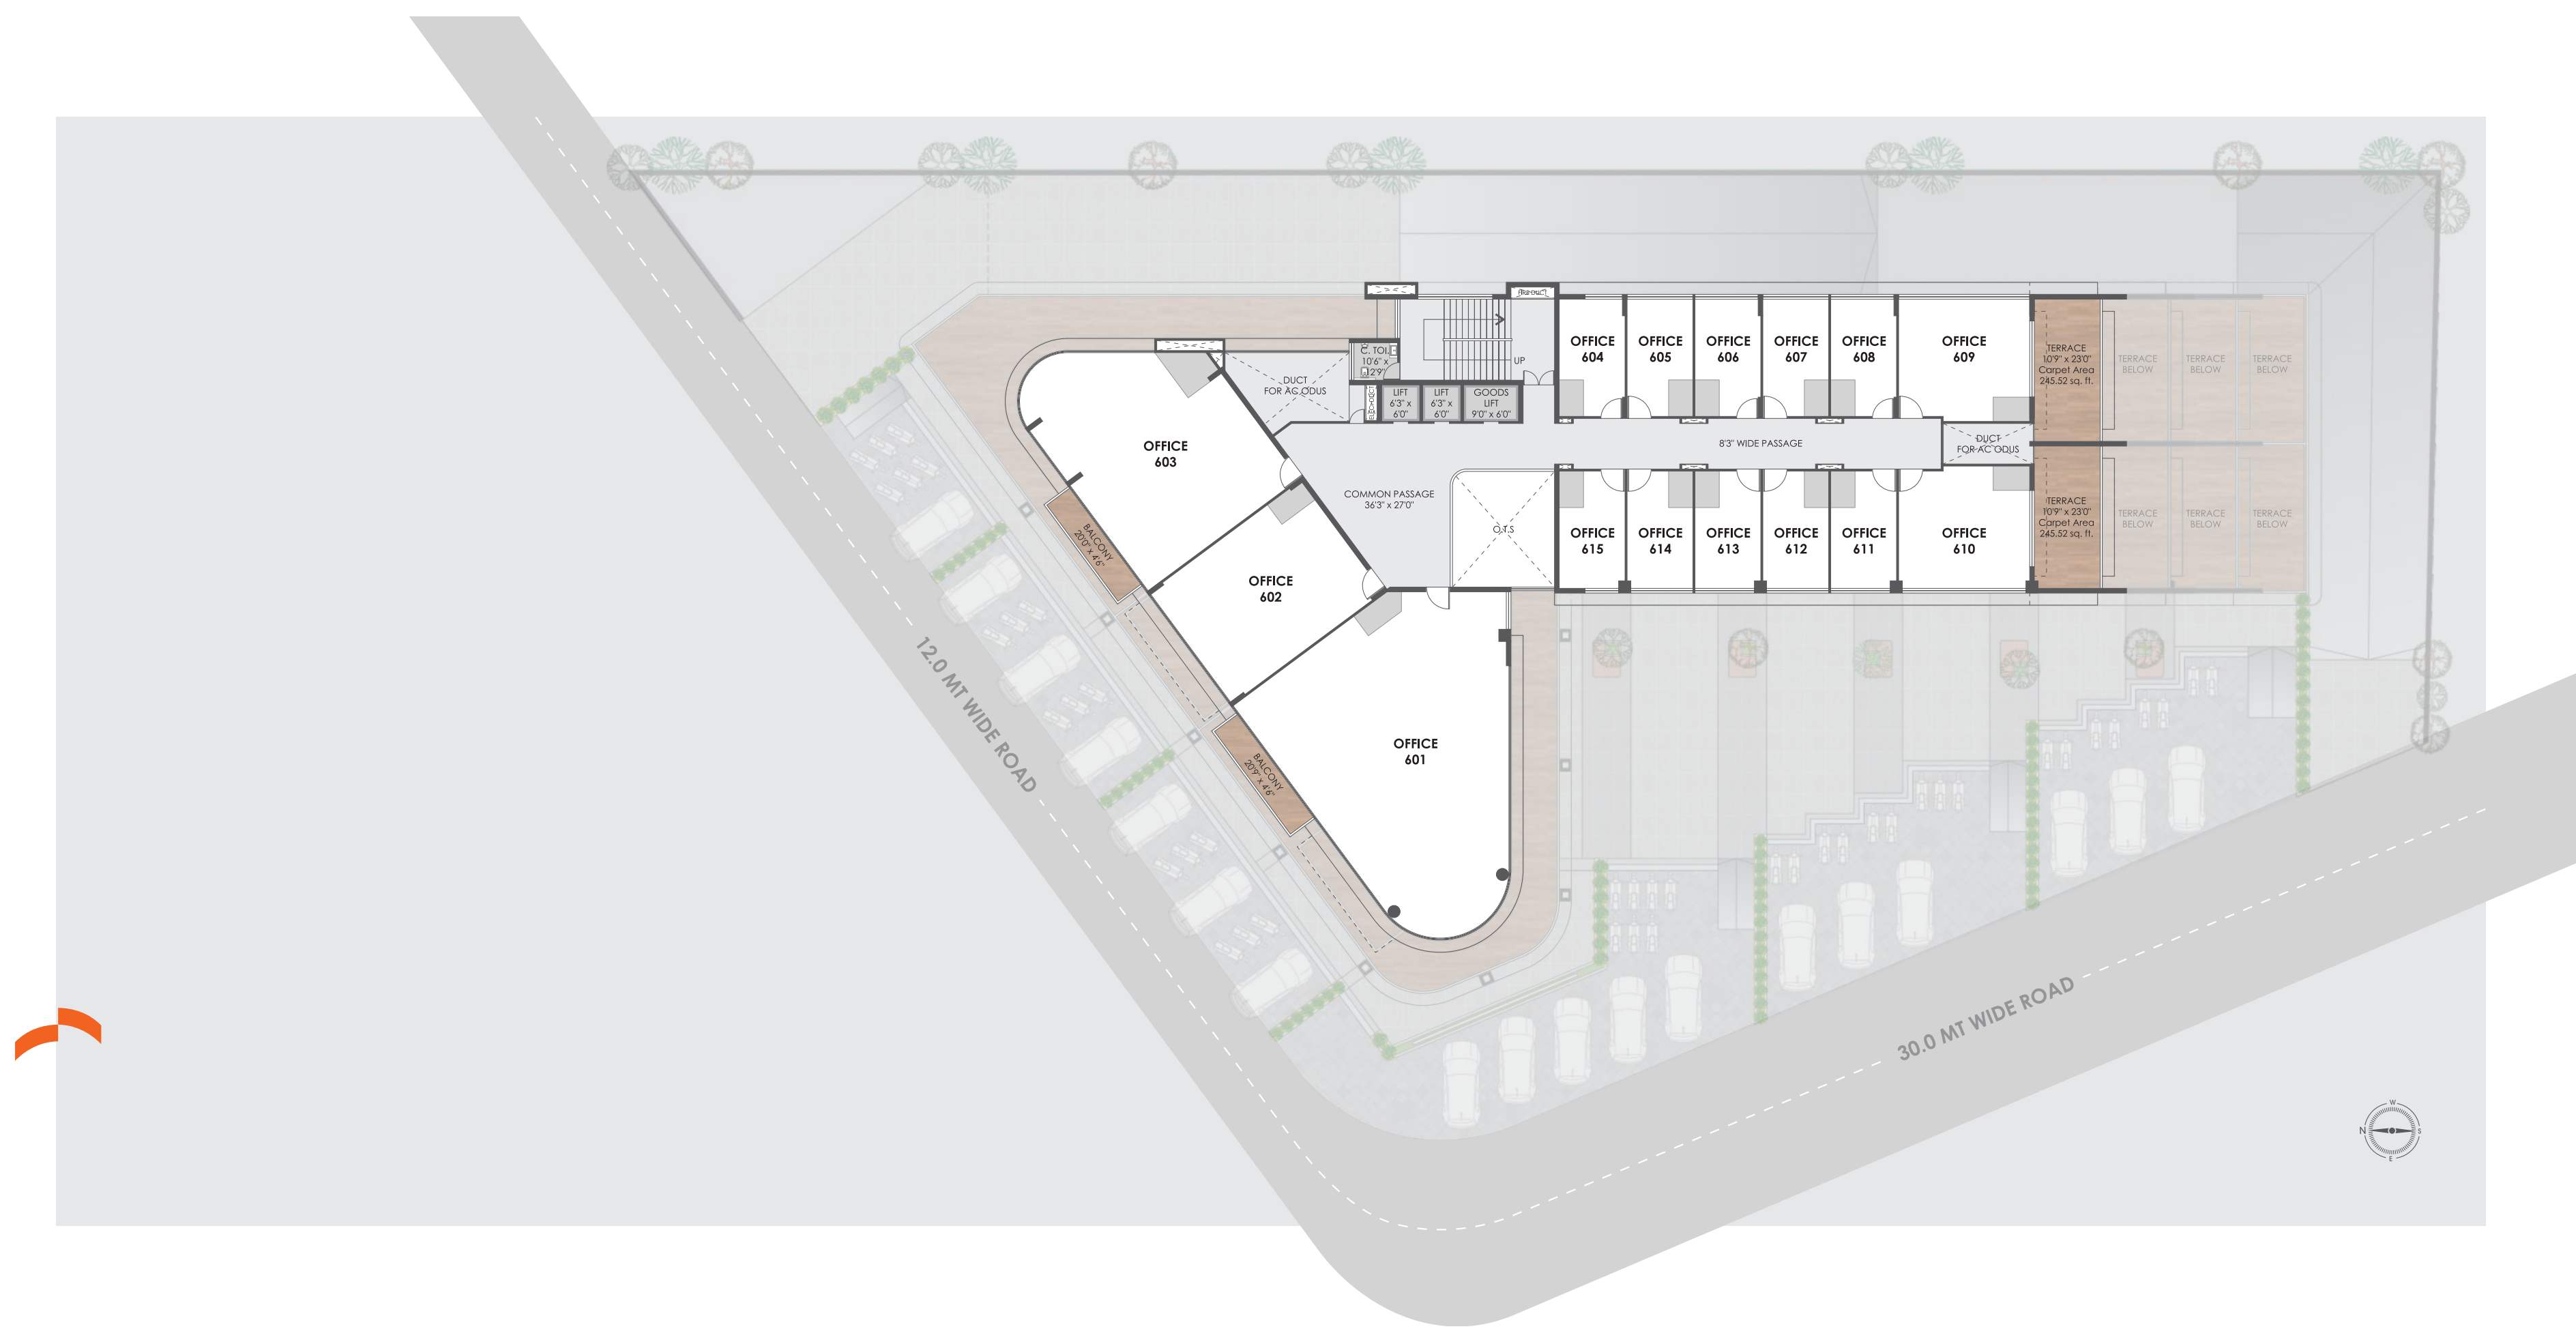 OFFICE
604
OFFICE
605
OFFICE
606
OFFICE
607
OFFICE
608
OFFICE
609
TERRACE
10'9" x 23'0"
Carpet Area
245.52 sq. ft.
TERRACE
BELOW
TERRACE
BELOW
TERRACE
BELOW
UP
C. TOI.
10'6" x
12'9"
DUCT
FOR AC ODUS
LIFT
6'3" x
6'0"
LIFT
6'3" x
6'0"
GOODS
LIFT
9'0" x 6'0"
8'3" WIDE PASSAGE
DUCT
FOR AC ODUS
OFFICE
603
COMMON PASSAGE
36'3" x 27'0"
O.T.S
OFFICE
615
OFFICE
614
OFFICE
613
OFFICE
612
OFFICE
611
OFFICE
610
TERRACE
10'9" x 23'0"
Carpet Area
245.52 sq. ft.
TERRACE
BELOW
TERRACE
BELOW
TERRACE
BELOW
BALCONY
20'0" x 4'6"
OFFICE
602
OFFICE
601
BALCONY
20'9" x 4'6"
12.0 MT WIDE ROAD
30.0 MT WIDE ROAD
W
N
S
E